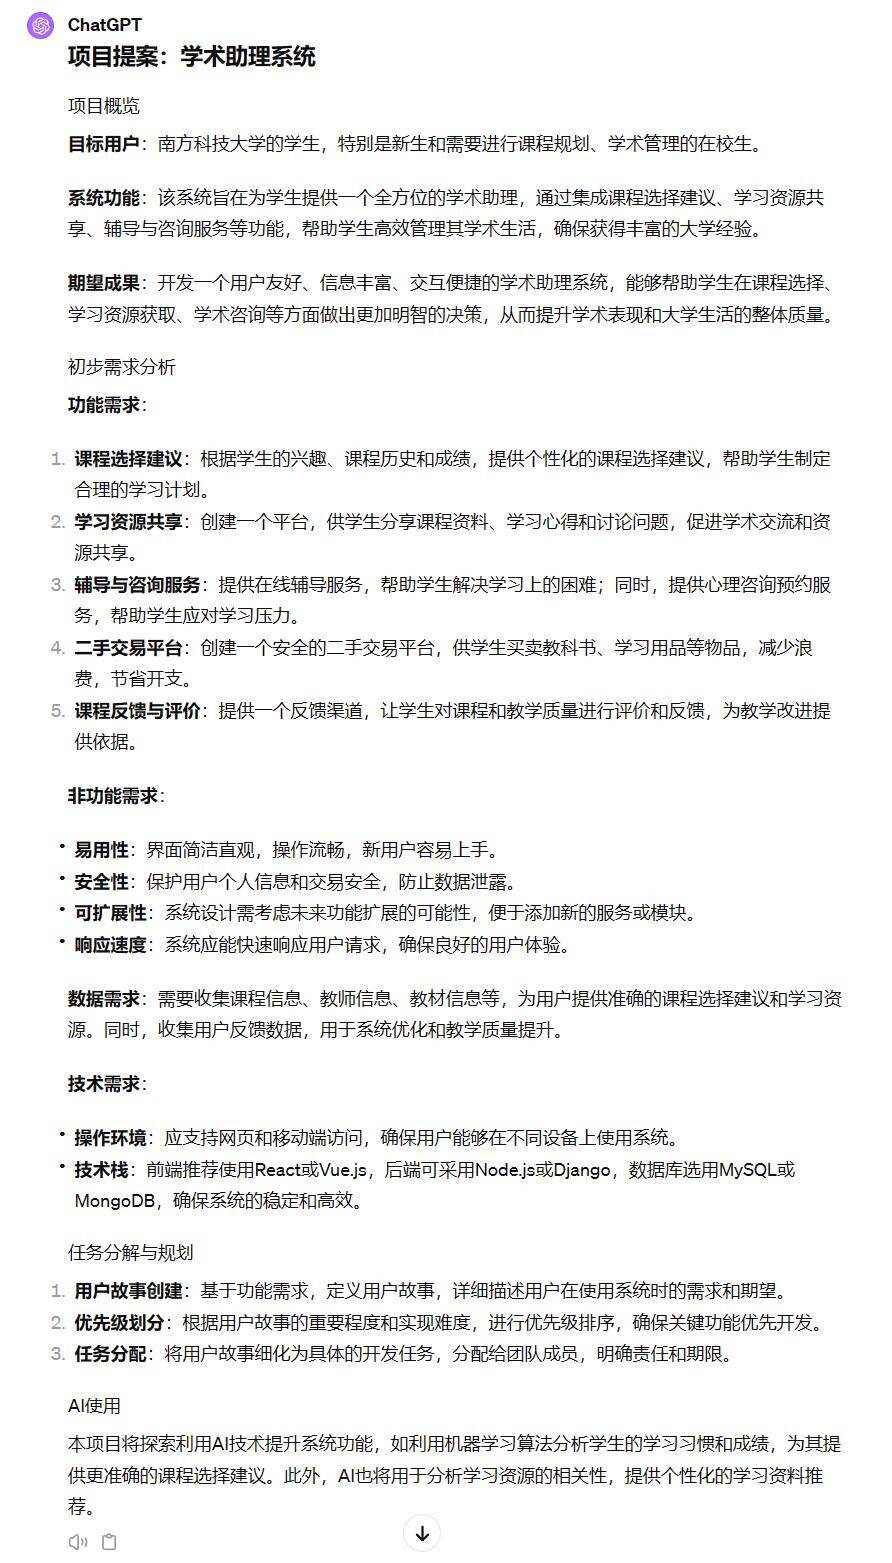 ChatGPT
项目提案：学术助理系统
项目概览
目标用户：南方科技大学的学生，特别是新生和需要进行课程规划、学术管理的在校生。
系统功能：该系统旨在为学生提供一个全方位的学术助理，通过集成课程选择建议、学习资源共
享、辅导与咨询服务等功能，帮助学生高效管理其学术生活，确保获得丰富的大学经验。
期望成果：开发一个用户友好、信息丰富、交互便捷的学术助理系统，能够帮助学生在课程选择、
学习资源获取、学术咨询等方面做出更加明智的决策，从而提升学术表现和大学生活的整体质量。
初步需求分析
功能需求：
1. 课程选择建议：根据学生的兴趣、课程历史和成绩，提供个性化的课程选择建议，帮助学生制定
合理的学习计划。
2. 学习资源共享：创建一个平台，供学生分享课程资料、学习心得和讨论问题，促进学术交流和资
源共享。
3. 辅导与咨询服务：提供在线辅导服务，帮助学生解决学习上的困难；同时，提供心理咨询预约服
务，帮助学生应对学习压力。
4. 二手交易平台：创建一个安全的二手交易平台，供学生买卖教科书、学习用品等物品，减少浪
费，节省开支。
5. 课程反馈与评价：提供一个反馈渠道，让学生对课程和教学质量进行评价和反馈，为教学改进提
供依据。
非功能需求：
• 易用性：界面简洁直观，操作流畅，新用户容易上手。
• 安全性：保护用户个人信息和交易安全，防止数据泄露。
• 可扩展性：系统设计需考虑未来功能扩展的可能性，便于添加新的服务或模块。
• 响应速度：系统应能快速响应用户请求，确保良好的用户体验。
数据需求：需要收集课程信息、教师信息、教材信息等，为用户提供准确的课程选择建议和学习资
源。同时，收集用户反馈数据，用于系统优化和教学质量提升。
技术需求：
• 操作环境：应支持网页和移动端访问，确保用户能够在不同设备上使用系统。
• 技术栈：前端推荐使用React或Vue.js，后端可采用Node.js或Django，数据库选用MySQL或
MongoDB，确保系统的稳定和高效。
任务分解与规划
1. 用户故事创建：基于功能需求，定义用户故事，详细描述用户在使用系统时的需求和期望。
2. 优先级划分：根据用户故事的重要程度和实现难度，进行优先级排序，确保关键功能优先开发。
3. 任务分配：将用户故事细化为具体的开发任务，分配给团队成员，明确责任和期限。
AI使用
本项目将探索利用AI技术提升系统功能，如利用机器学习算法分析学生的学习习惯和成绩，为其提
供更准确的课程选择建议。此外，AI也将用于分析学习资源的相关性，提供个性化的学习资料推
荐。